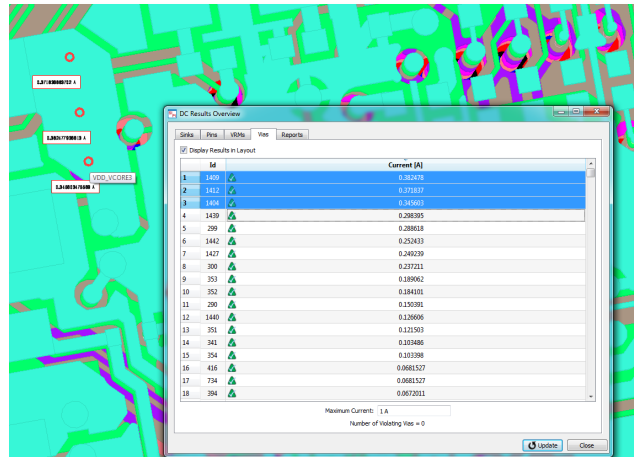 DC Results Overview
Sinks Pins VRMs Vias Reports
Display Results in Layout
Id Current [A]
1 1409 0.382478
2 1412 0.371837
3 1404 0.345603
4 1439 0.298395
5 299 0.288618
6 1442 0.252433
7 1427 0.249239
8 300 0.237211
9 353 0.189062
10 352 0.184101
11 290 0.150391
12 1440 0.126606
13 351 0.121503
14 341 0.103486
15 354 0.103398
16 416 0.0681527
17 734 0.0681527
18 394 0.0672011
Maximum Current: 1 A
Number of Violating Vias = 0
Update Close
VDD_VCORE3